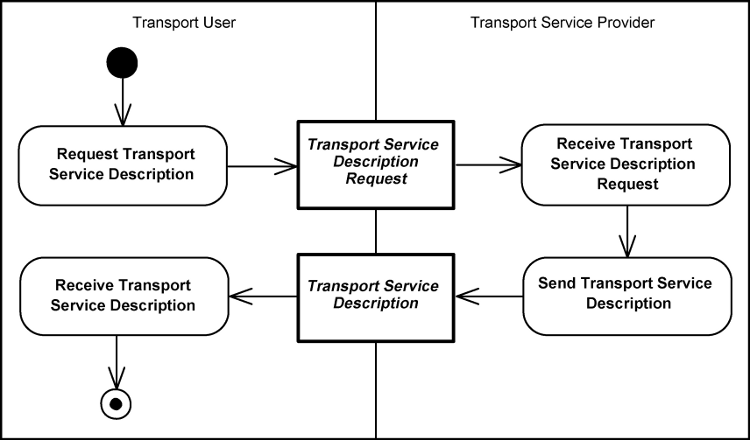 Transport User
Transport Service Provider
Request Transport
Service Description
Transport Service
Description
Request
Receive Transport
Service Description
Request
Receive Transport
Service Description
Transport Service
Description
Send Transport Service
Description